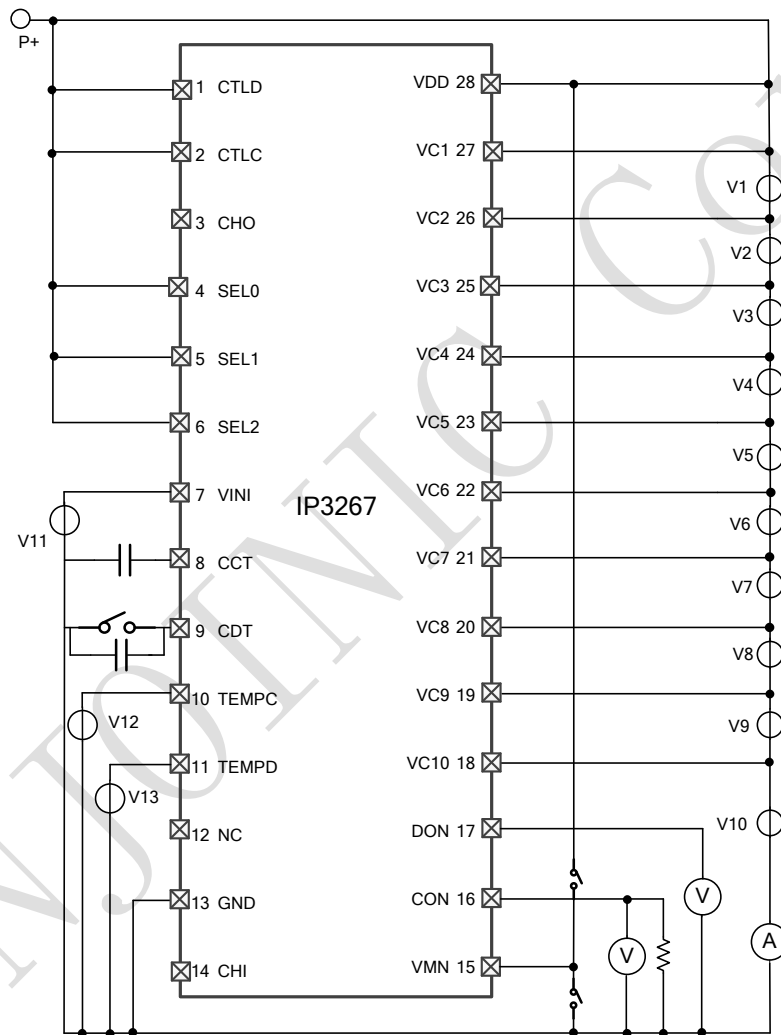 P+
1 CTLD
2 CTLC
3 CHO
4 SEL0
5 SEL1
6 SEL2
7 VINI
8 CCT
9 CDT
10 TEMPC
11 TEMPD
12 NC
13 GND
14 CHI
IP3267
VDD 28
VC1 27
VC2 26
VC3 25
VC4 24
VC5 23
VC6 22
VC7 21
VC8 20
VC9 19
VC10 18
DON 17
CON 16
VMN 15
V11
V12
V13
V1
V2
V3
V4
V5
V6
V7
V8
V9
V10
V
V
A
NJOINIC Co